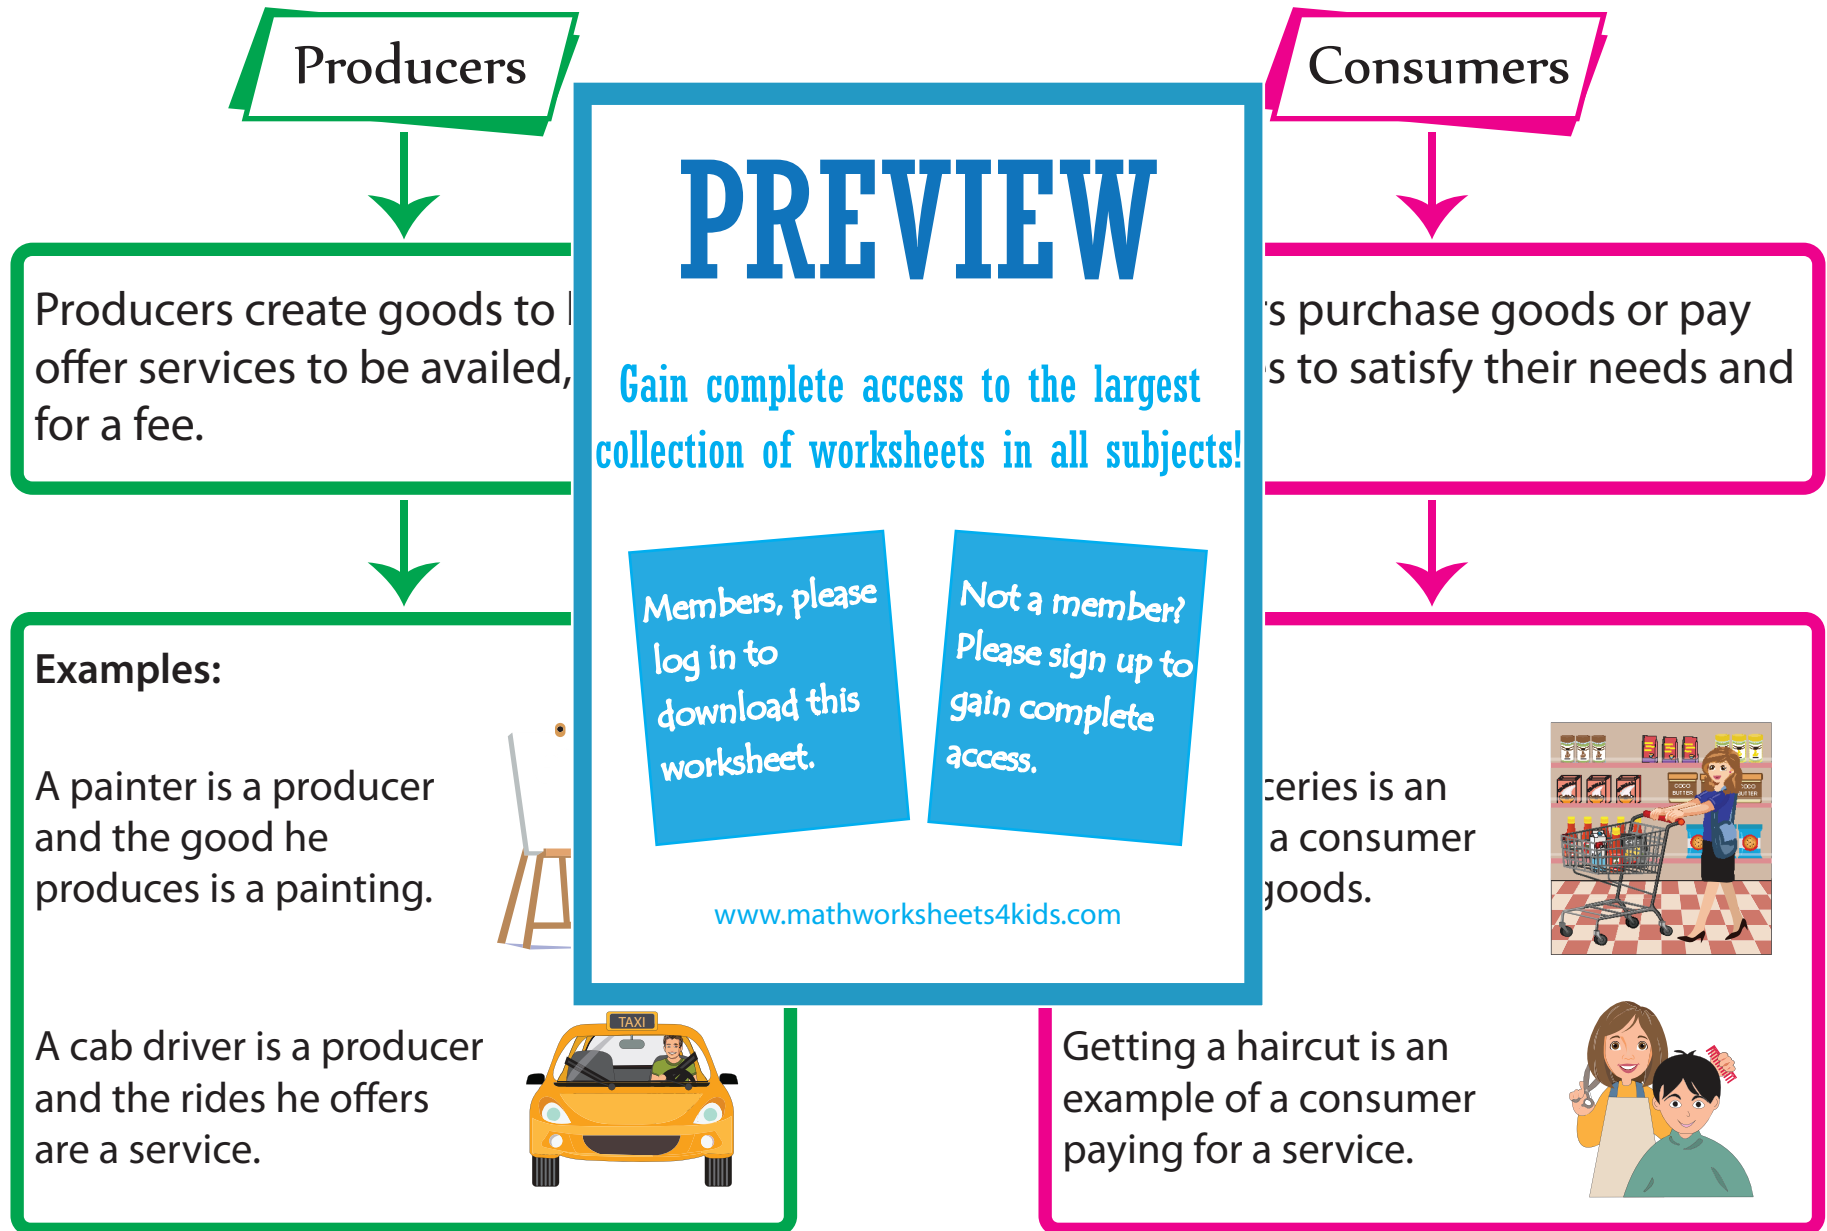 Producers
Consumers
PREVIEW
Producers create goods to
offer services to be availed,
for a fee.
purchase goods or pay
to satisfy their needs and
Gain complete access to the largest
collection of worksheets in all subjects!
Members, please
log in to
download this
worksheet.
Not a member?
Please sign up to
gain complete
access.
www.mathworksheets4kids.com
Examples:
A painter is a producer
and the good he
produces is a painting.
A cab driver is a producer
and the rides he offers
are a service.
TAXI
is an
a consumer
goods.
COCO
BUTTER
COCO
BUTTER
Getting a haircut is an
example of a consumer
paying for a service.